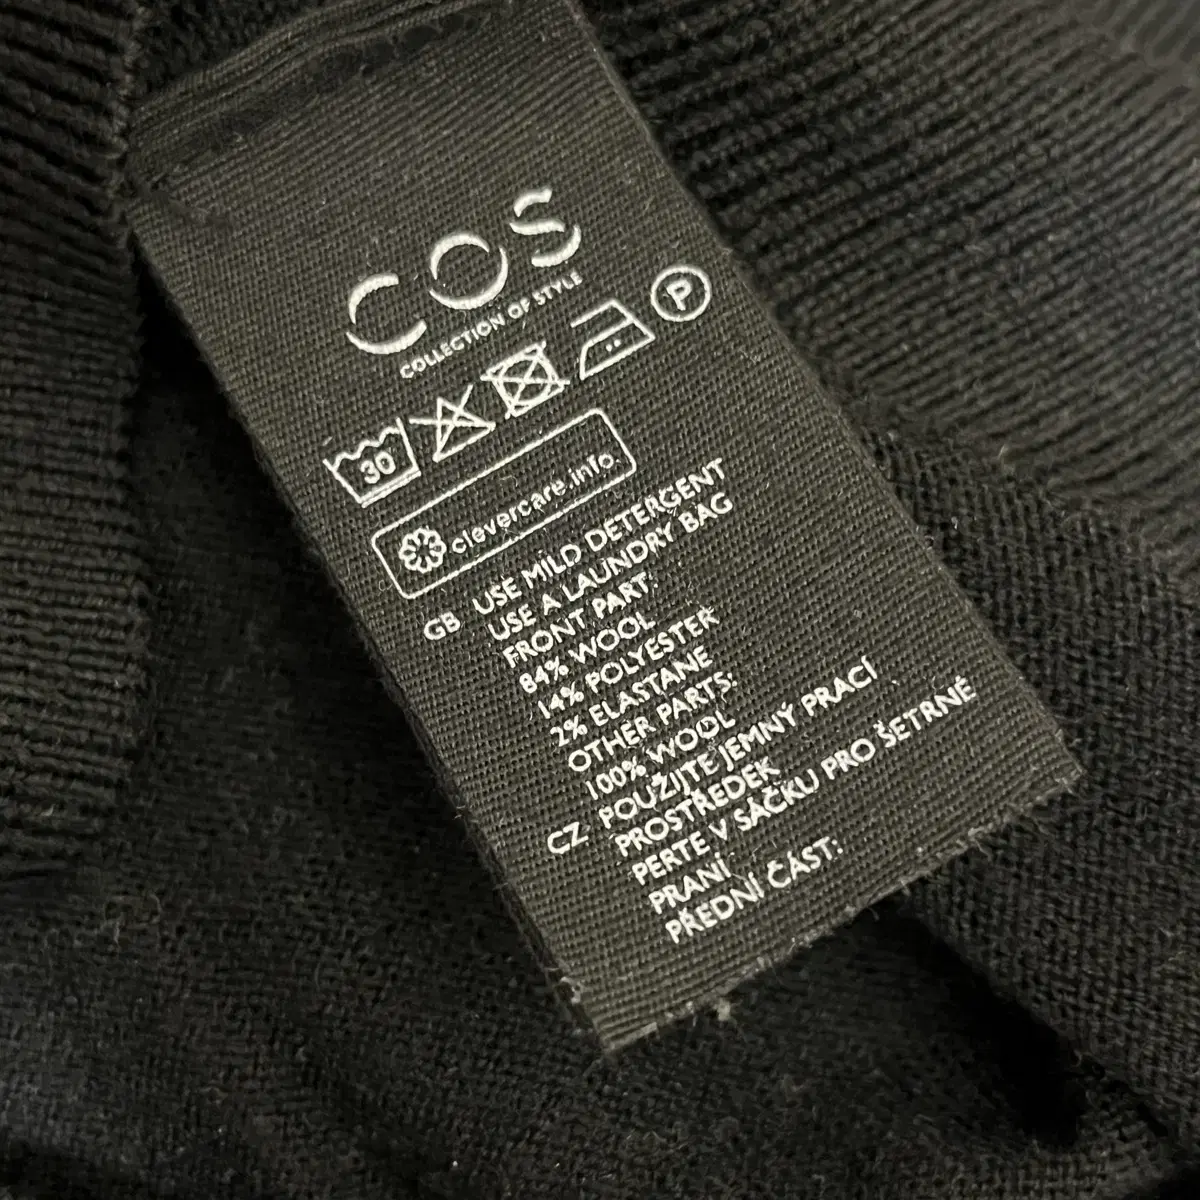 COS
COLLECTION OF STYLE
30 P
clevercare.info.
GB USE MILD DETERGENT
USE A LAUNDRY BAG
FRONT PART:
84% WOOL
14% POLYESTER
2% ELASTANE
OTHER PARTS:
100% WOOL
CZ POUŽIJTE JEMNÝ PRACÍ
PROSTŘEDEK
PERTE V SÁČKU PRO ŠETRNÉ
PRANÍ
PŘEDNÍ ČÁST: